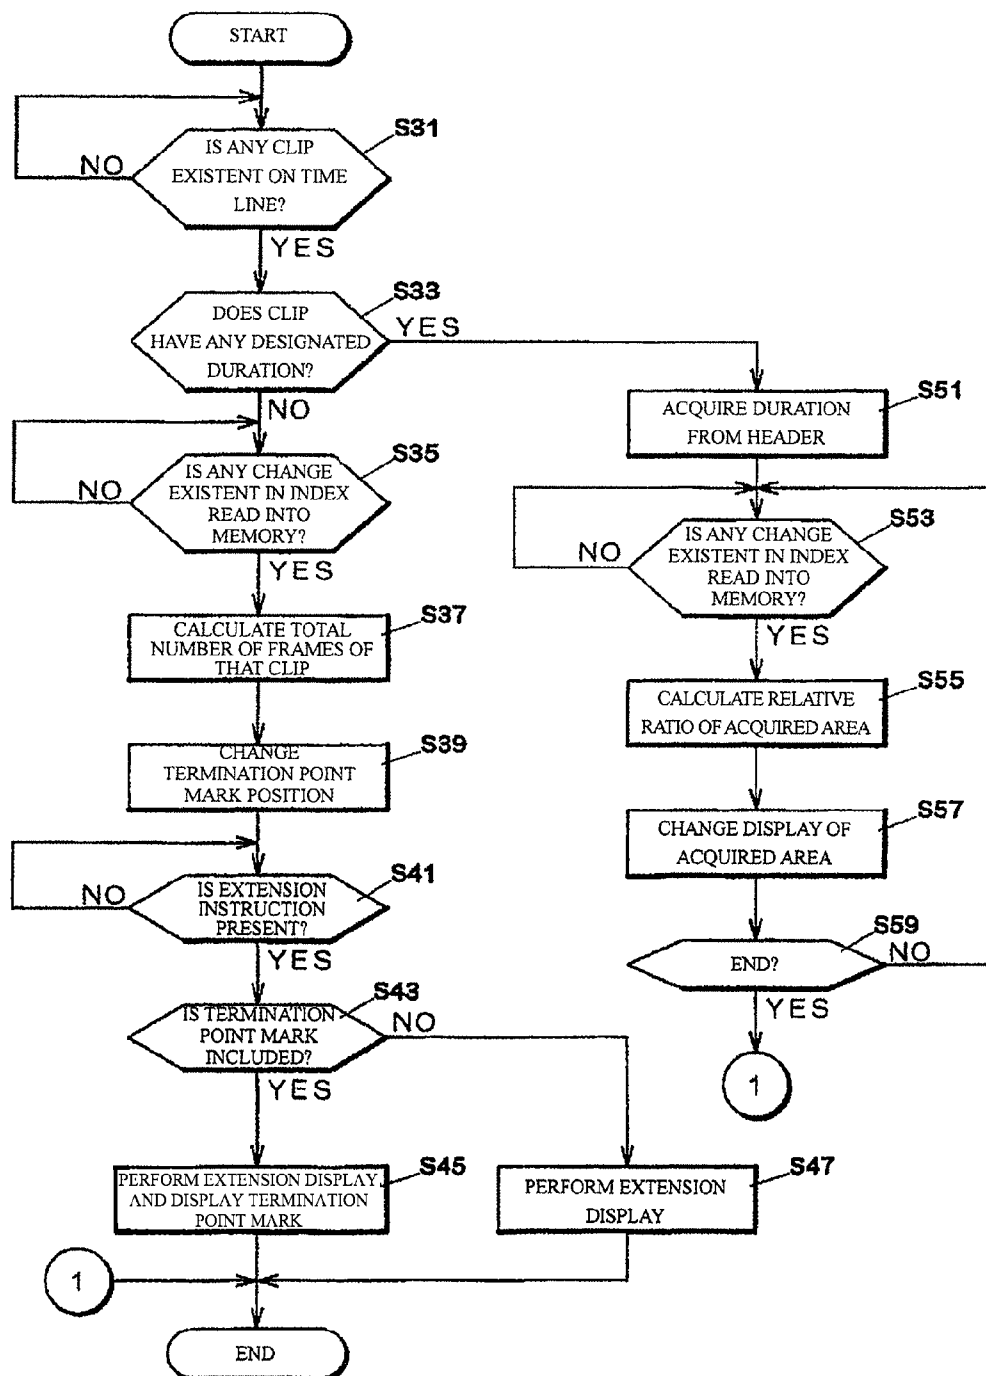 START
S31
IS ANY CLIP
EXISTENT ON TIME
LINE?
NO
YES
S33
DOES CLIP
HAVE ANY DESIGNATED
DURATION?
YES
NO
S35
IS ANY CHANGE
EXISTENT IN INDEX
READ INTO
MEMORY?
NO
YES
S37
CALCULATE TOTAL
NUMBER OF FRAMES OF
THAT CLIP
S39
CHANGE
TERMINATION POINT
MARK POSITION
S41
IS EXTENSION
INSTRUCTION
PRESENT?
NO
YES
S43
IS TERMINATION
POINT MARK
INCLUDED?
NO
YES
S45
PERFORM EXTENSION DISPLAY
AND DISPLAY TERMINATION
POINT MARK
S47
PERFORM EXTENSION
DISPLAY
1
END
S51
ACQUIRE DURATION
FROM HEADER
S53
IS ANY CHANGE
EXISTENT IN INDEX
READ INTO
MEMORY?
NO
YES
S55
CALCULATE RELATIVE
RATIO OF ACQUIRED AREA
S57
CHANGE DISPLAY OF
ACQUIRED AREA
S59
END?
NO
YES
1